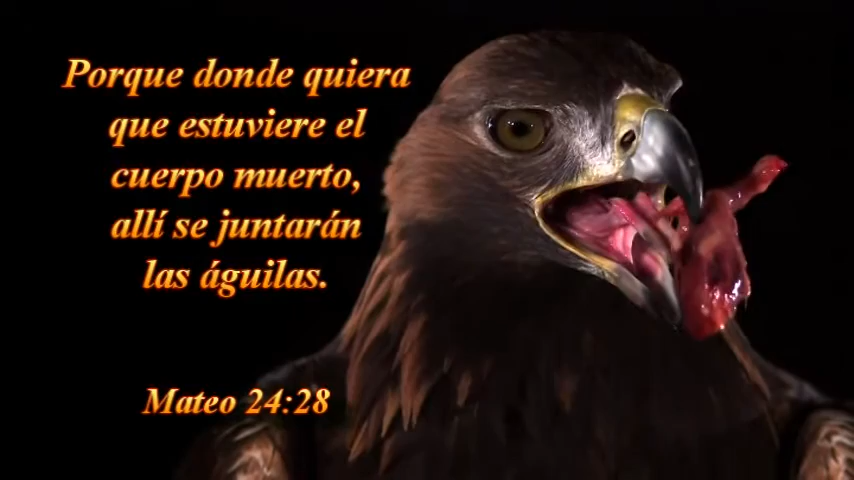 Porque donde quiera
que estuviere el
cuerpo muerto,
allí se juntarán
las águilas.
Mateo 24:28